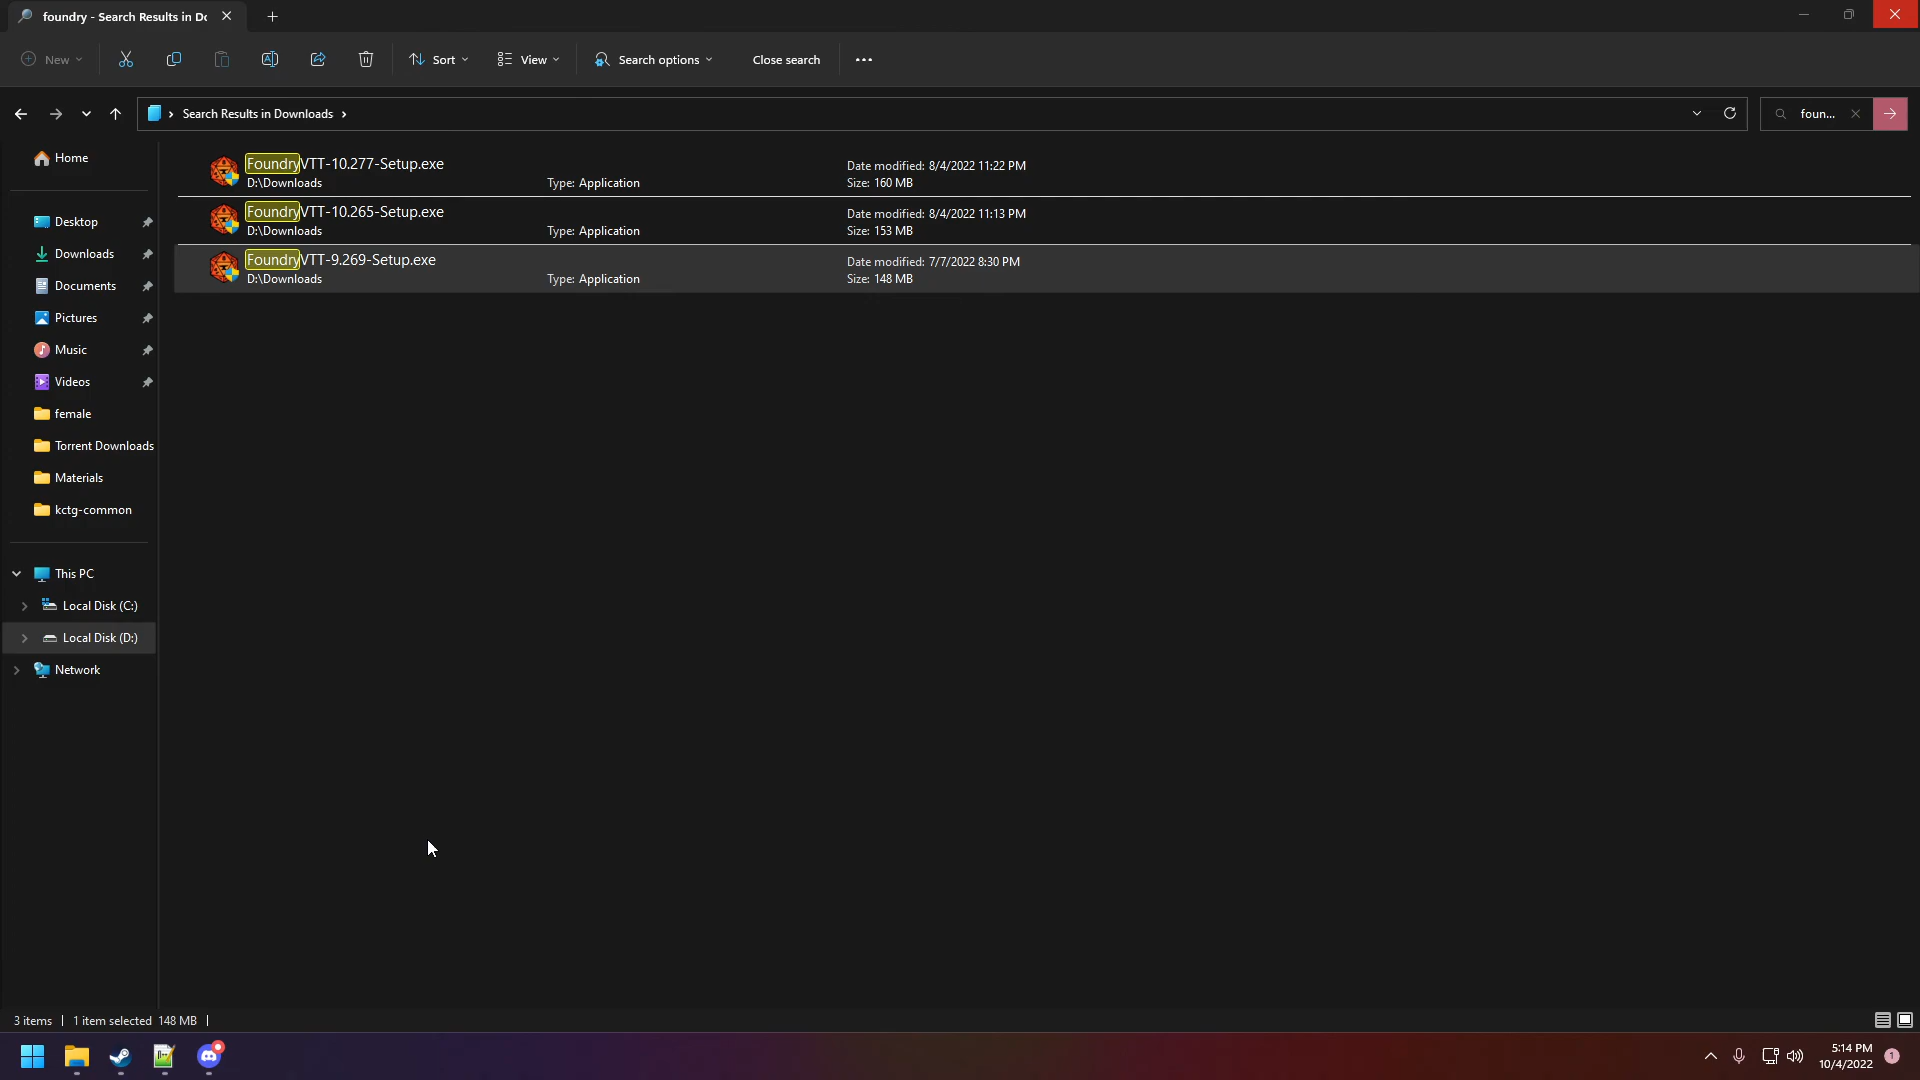 foundry - Search Results in Do
New
Sort
View
Search options
Close search
Search Results in Downloads
foun...
Home
Desktop
Downloads
Documents
Pictures
Music
Videos
female
Torrent Downloads
Materials
kctg-common
This PC
Local Disk (C:)
Local Disk (D:)
Network
FoundryVTT-10.277-Setup.exe
D:\Downloads
Type: Application
Date modified: 8/4/2022 11:22 PM
Size: 160 MB
FoundryVTT-10.265-Setup.exe
D:\Downloads
Type: Application
Date modified: 8/4/2022 11:13 PM
Size: 153 MB
FoundryVTT-9.269-Setup.exe
D:\Downloads
Type: Application
Date modified: 7/7/2022 8:30 PM
Size: 148 MB
3 items
1 item selected 148 MB
5:14 PM
10/4/2022
1